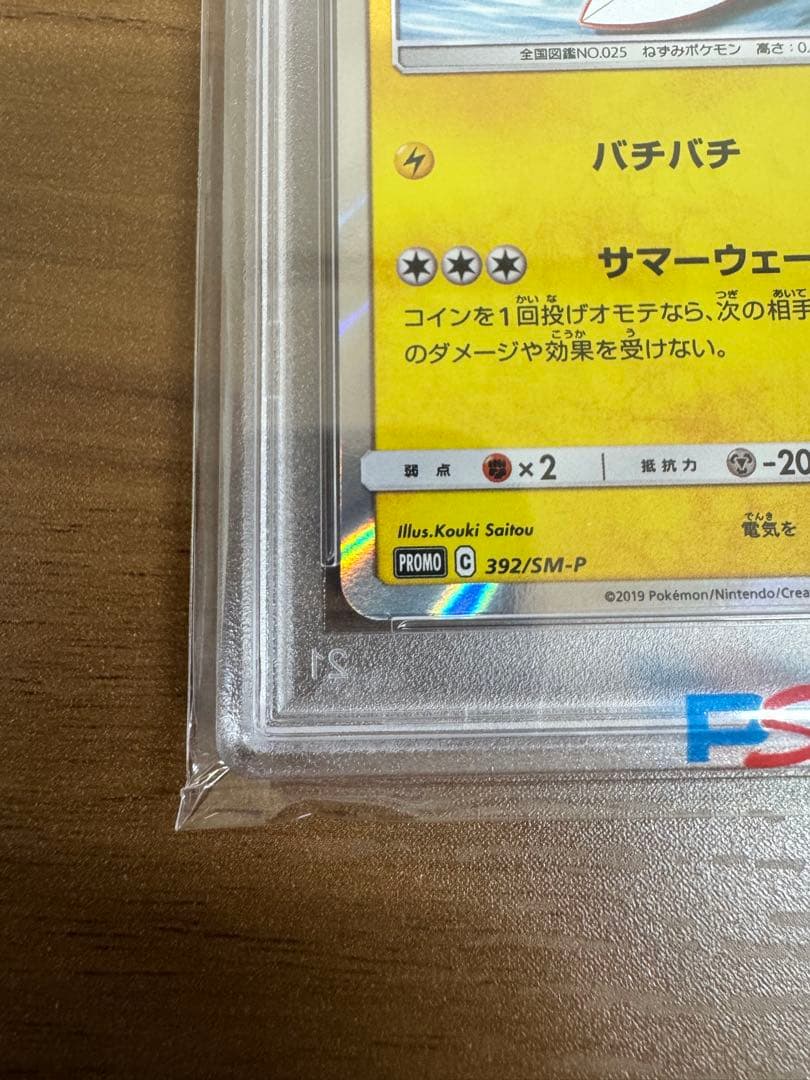 全国図鑑NO.025 ねずみポケモン 高さ:0.
バチバチ
サマーウェー
コインを1回投げオモテなら、次の相手
のダメージや効果を受けない。
弱点 ×2 抵抗力 -20
Illus.Kouki Saitou
電気を
PROMO C 392/SM-P
©2019 Pokémon/Nintendo/Crea
21
PS